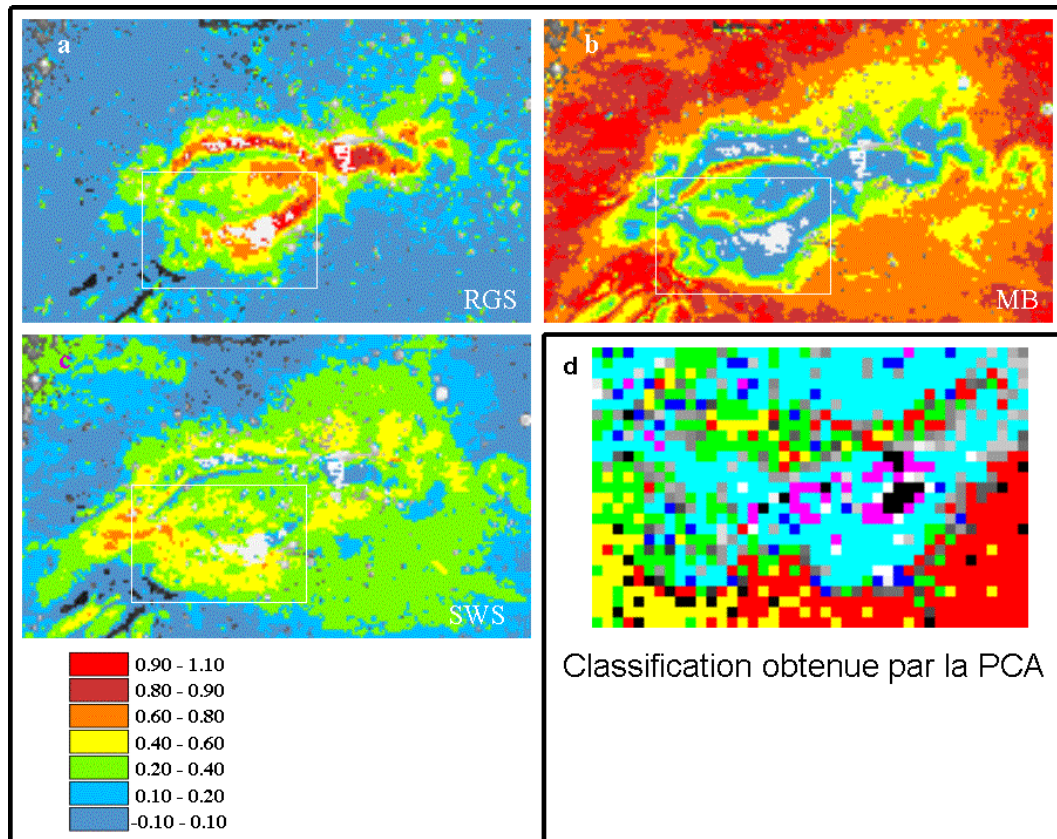 a
RGS
b
MB
c
SWS
d
Classification obtenue par la PCA
0.90 - 1.10
0.80 - 0.90
0.60 - 0.80
0.40 - 0.60
0.20 - 0.40
0.10 - 0.20
-0.10 - 0.10